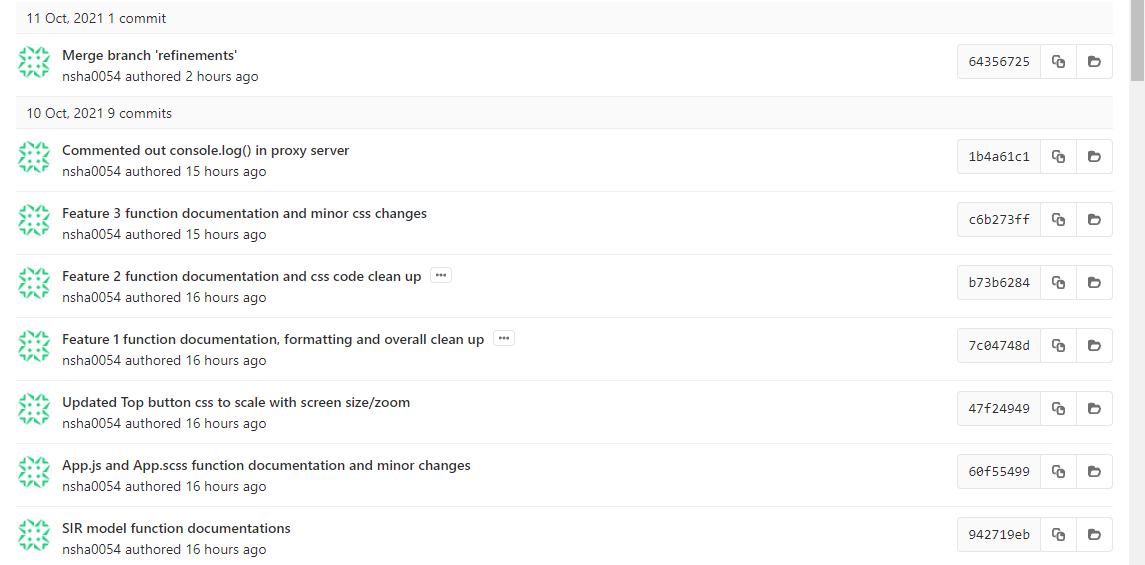 11 Oct, 2021 1 commit
Merge branch 'refinements'
64356725
nsha0054 authored 2 hours ago
10 Oct, 2021 9 commits
Commented out console.log() in proxy server
1b4a61c1
nsha0054 authored 15 hours ago
Feature 3 function documentation and minor css changes
c6b273ff
nsha0054 authored 15 hours ago
Feature 2 function documentation and css code clean up
b73b6284
nsha0054 authored 16 hours ago
Feature 1 function documentation, formatting and overall clean up
7c04748d
nsha0054 authored 16 hours ago
Updated Top button css to scale with screen size/zoom
47f24949
nsha0054 authored 16 hours ago
App.js and App.scss function documentation and minor changes
60f55499
nsha0054 authored 16 hours ago
SIR model function documentations
942719eb
nsha0054 authored 16 hours ago